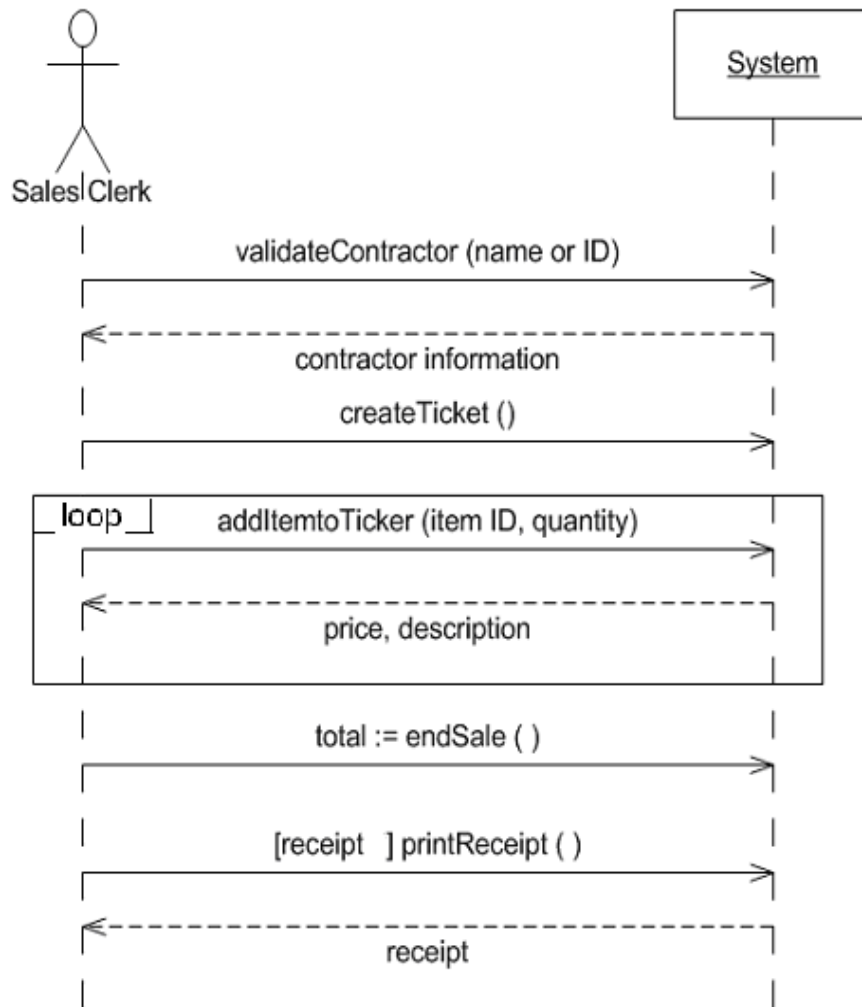 System
Sales Clerk
validateContractor (name or ID)
contractor information
createTicket ()
loop
addItemtoTicker (item ID, quantity)
price, description
total := endSale ( )
[receipt ] printReceipt ( )
receipt